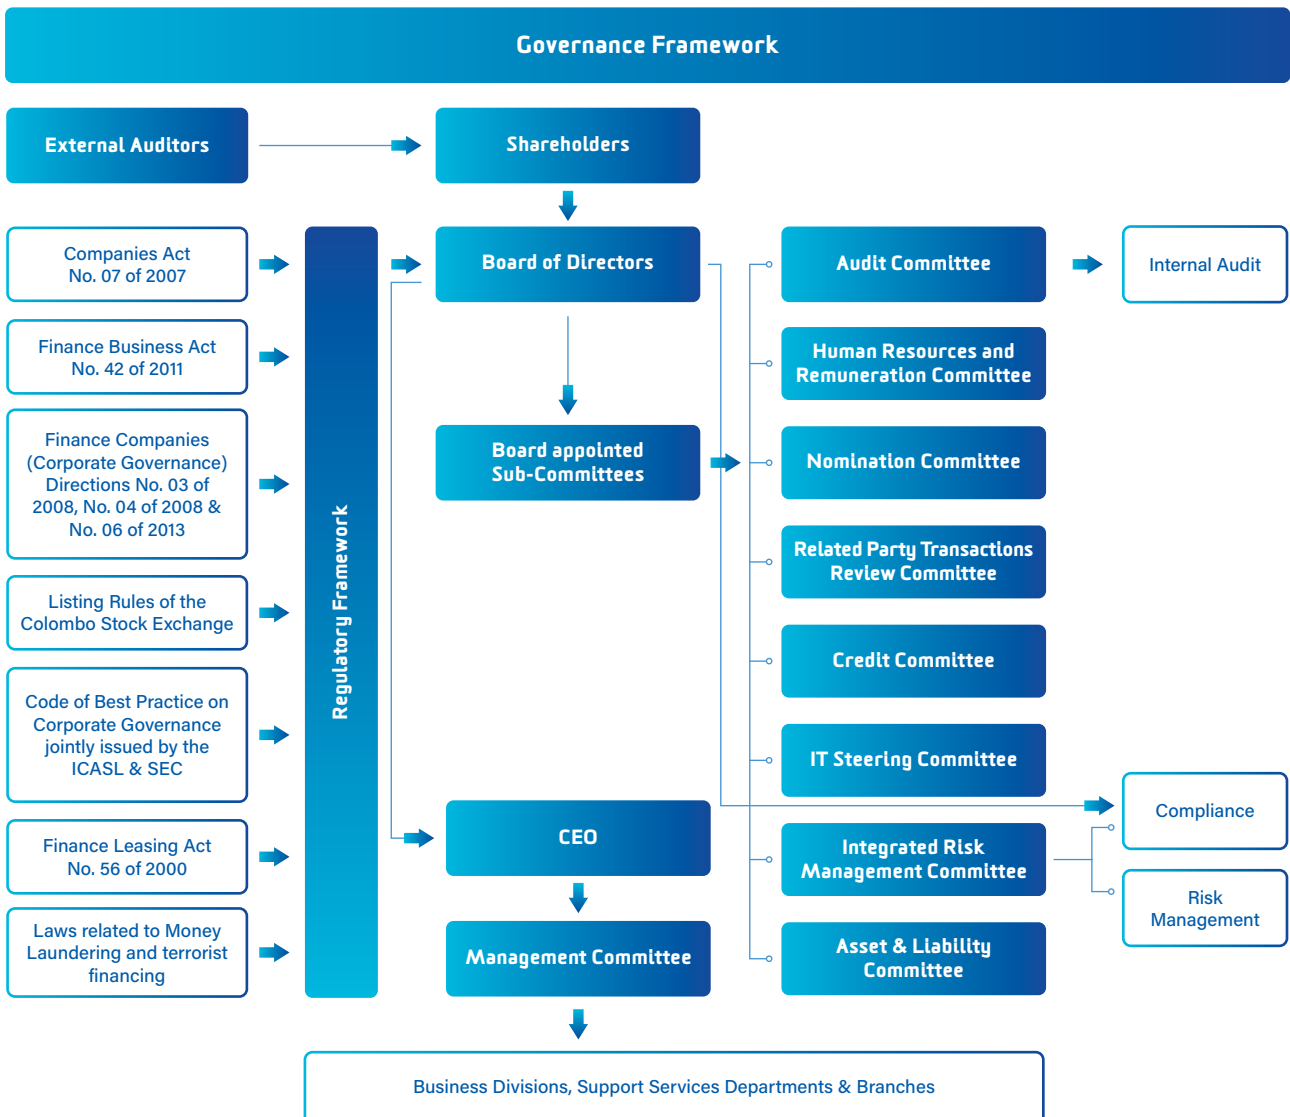 Governance Framework
External Auditors
Shareholders
Companies Act
No. 07 of 2007
Finance Business Act
No. 42 of 2011
Finance Companies
(Corporate Governance)
Directions No. 03 of
2008, No. 04 of 2008 &
No. 06 of 2013
Listing Rules of the
Colombo Stock Exchange
Code of Best Practice on
Corporate Governance
jointly issued by the
ICASL & SEC
Finance Leasing Act
No. 56 of 2000
Laws related to Money
Laundering and terrorist
financing
Regulatory Framework
Board of Directors
Board appointed
Sub-Committees
CEO
Management Committee
Audit Committee
Human Resources and
Remuneration Committee
Nomination Committee
Related Party Transactions
Review Committee
Credit Committee
IT Steering Committee
Integrated Risk
Management Committee
Asset & Liability
Committee
Internal Audit
Compliance
Risk
Management
Business Divisions, Support Services Departments & Branches